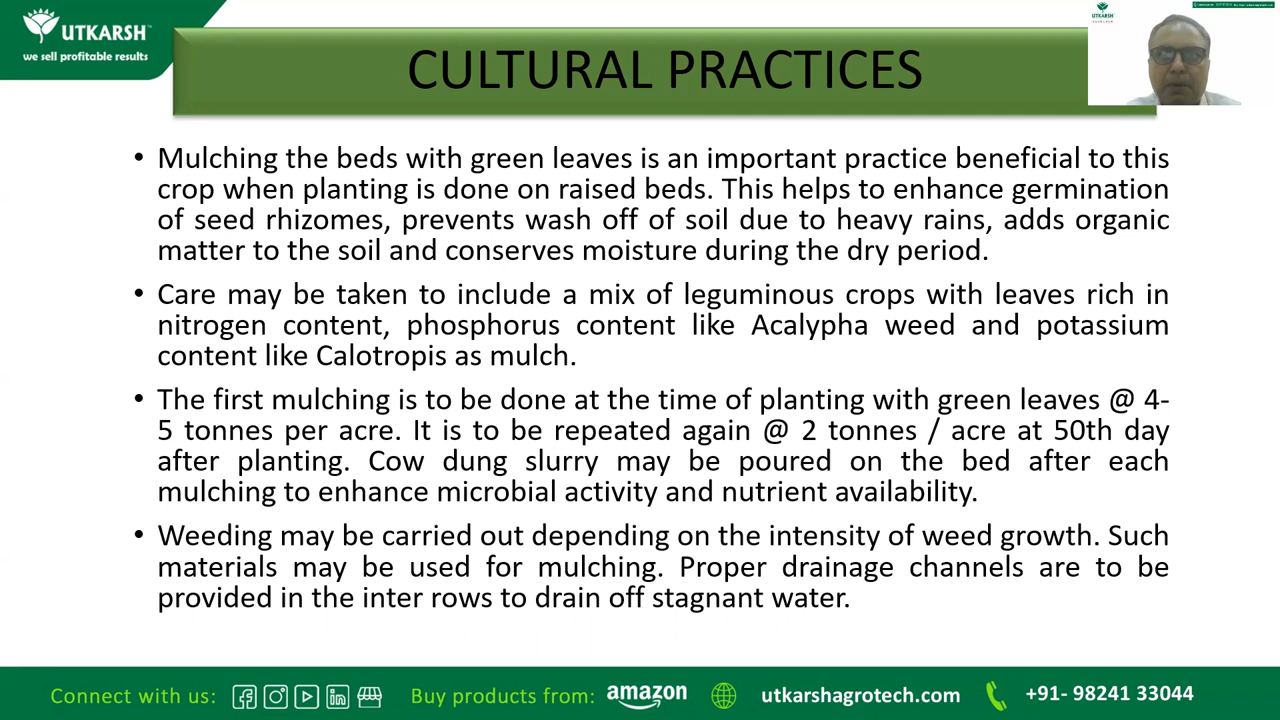 UTKARSH™
we sell profitable results
CULTURAL PRACTICES
UTKARSH
• Mulching the beds with green leaves is an important practice beneficial to this
crop when planting is done on raised beds. This helps to enhance germination
of seed rhizomes, prevents wash off of soil due to heavy rains, adds organic
matter to the soil and conserves moisture during the dry period.
• Care may be taken to include a mix of leguminous crops with leaves rich in
nitrogen content, phosphorus content like Acalypha weed and potassium
content like Calotropis as mulch.
• The first mulching is to be done at the time of planting with green leaves @ 4-
5 tonnes per acre. It is to be repeated again @ 2 tonnes / acre at 50th day
after planting. Cow dung slurry may be poured on the bed after each
mulching to enhance microbial activity and nutrient availability.
• Weeding may be carried out depending on the intensity of weed growth. Such
materials may be used for mulching. Proper drainage channels are to be
provided in the inter rows to drain off stagnant water.
Connect with us: Buy products from: amazon utkarshagrotech.com +91- 98241 33044